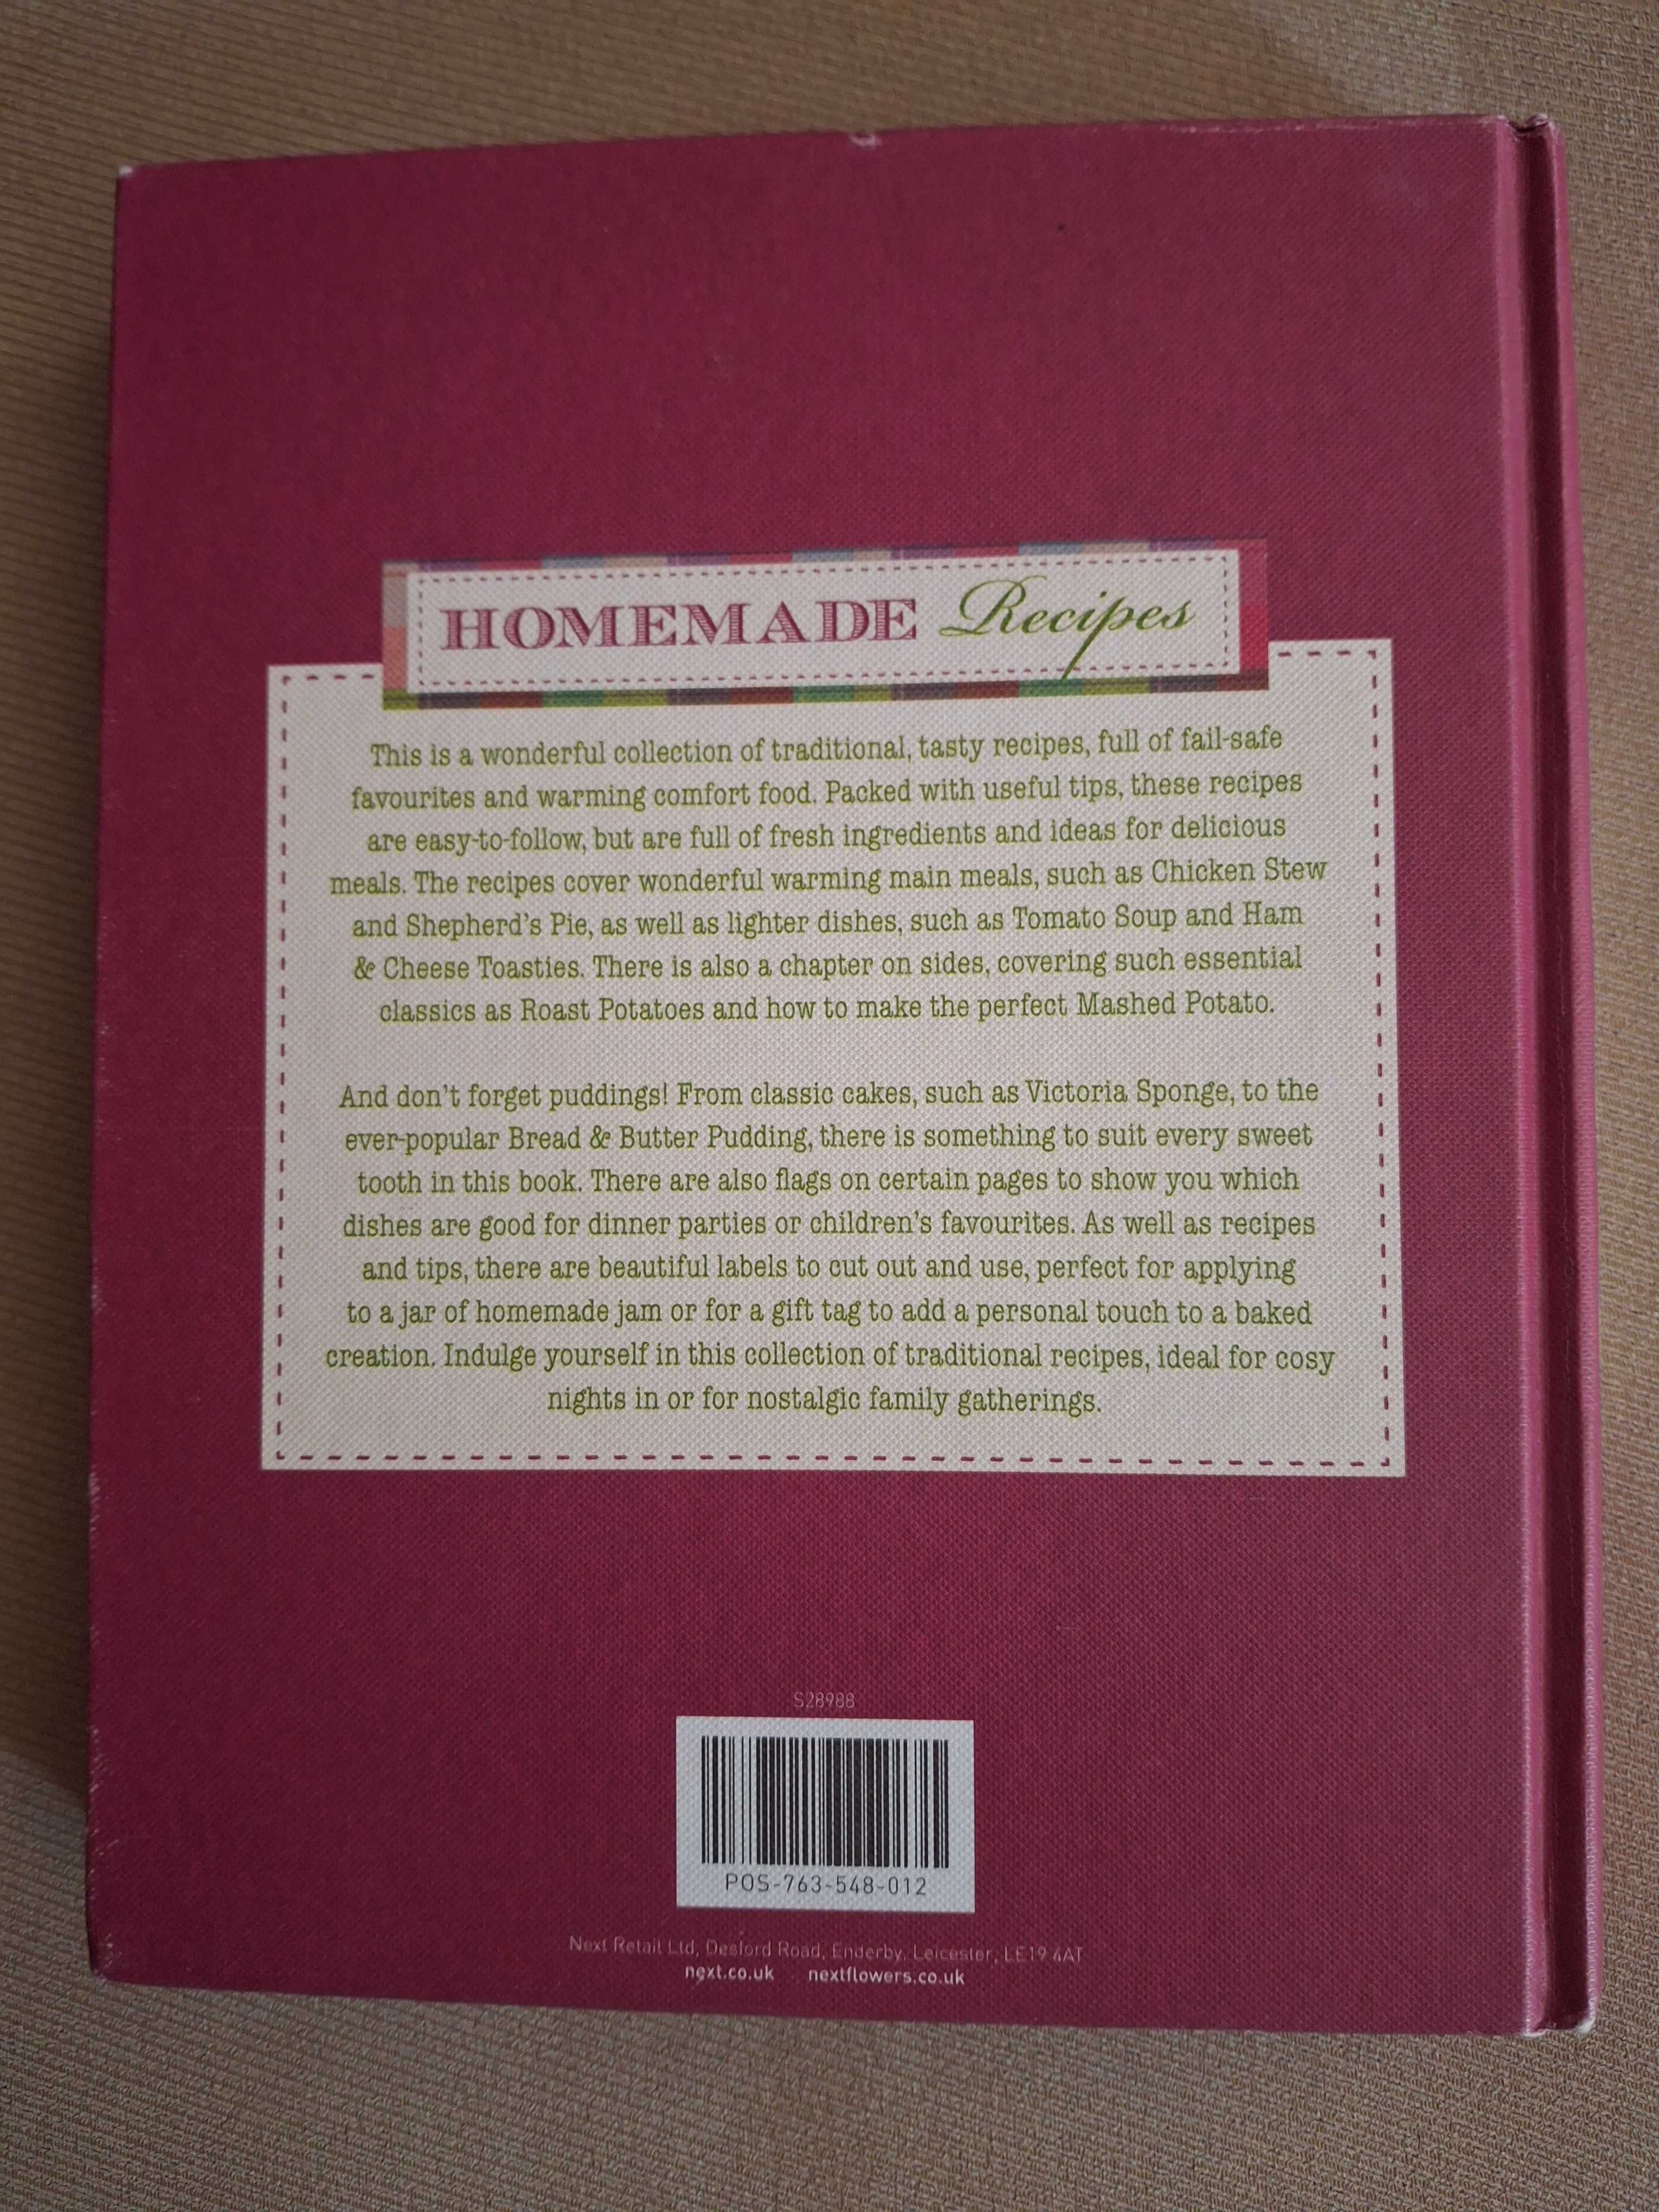 HOMEMADE Recipes
This is a wonderful collection of traditional, tasty recipes, full of fail-safe
favourites and warming comfort food. Packed with useful tips, these recipes
are easy-to-follow, but are full of fresh ingredients and ideas for delicious
meals. The recipes cover wonderful warming main meals, such as Chicken Stew
and Shepherd's Pie, as well as lighter dishes, such as Tomato Soup and Ham
& Cheese Toasties. There is also a chapter on sides, covering such essential
classics as Roast Potatoes and how to make the perfect Mashed Potato.
And don't forget puddings! From classic cakes, such as Victoria Sponge, to the
ever-popular Bread & Butter Pudding, there is something to suit every sweet
tooth in this book. There are also flags on certain pages to show you which
dishes are good for dinner parties or children's favourites. As well as recipes
and tips, there are beautiful labels to cut out and use, perfect for applying
to a jar of homemade jam or for a gift tag to add a personal touch to a baked
creation. Indulge yourself in this collection of traditional recipes, ideal for cosy
nights in or for nostalgic family gatherings.
S28988
POS-763-548-012
Next Retail Ltd, Desford Road, Enderby, Leicester, LE19 4AT
next.co.uk nextflowers.co.uk